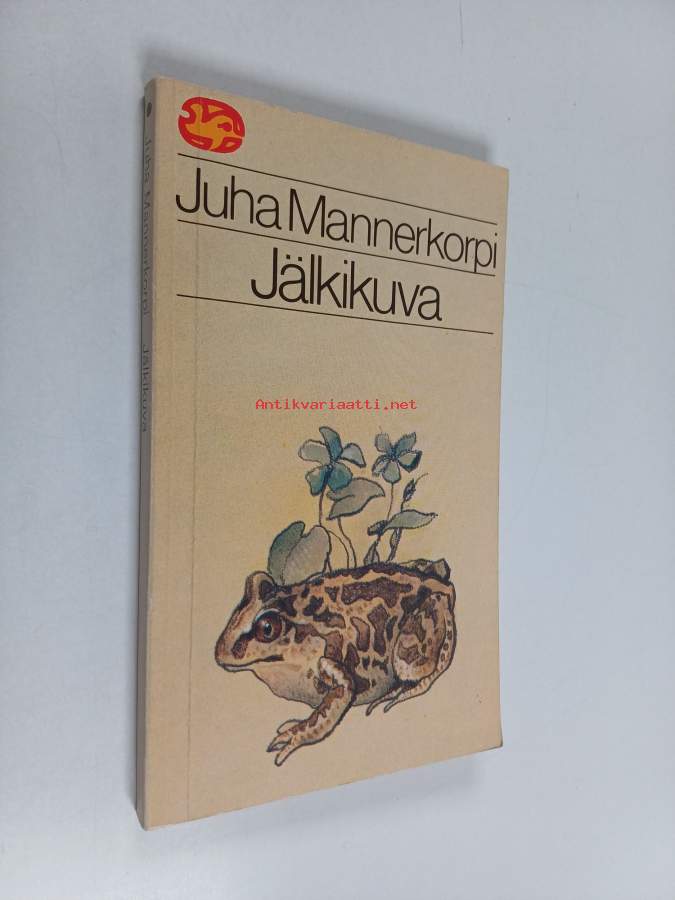 Juha Mannerkorpi
Jälkikuva
Juha Mannerkorpi Jälkikuva
Antikvariaatti.net